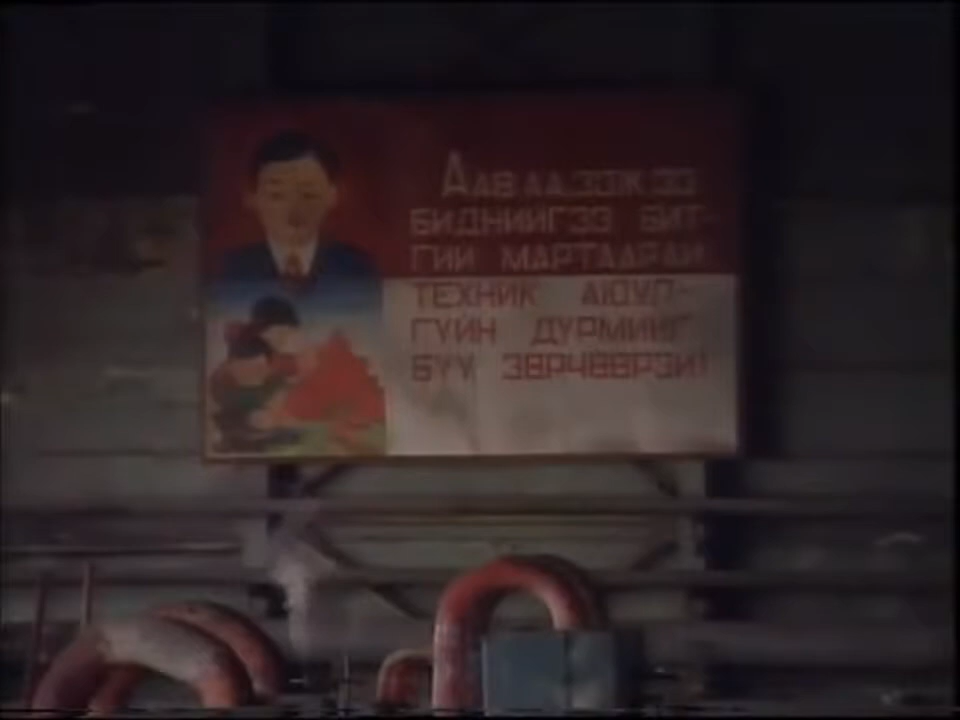 ААВ АА ЭЭЖ ЭЭ
БИДНИЙГЭЭ БИТ-
ГИЙ МАРТААРАЙ
ТЕХНИК АЮУЛ-
ГҮЙН ДҮРМИЙГ
БҮҮ ЗӨРЧӨӨРЭЙ!